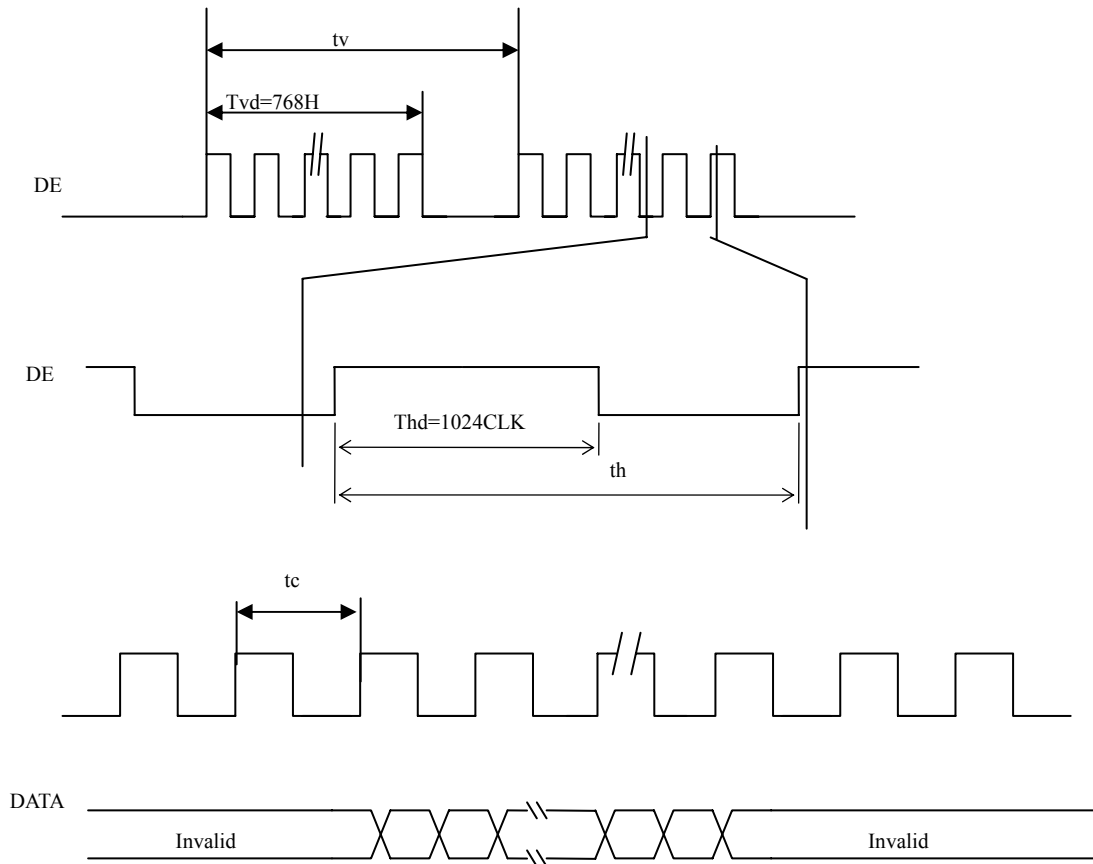 tv
Tvd=768H
DE
DE
Thd=1024CLK
th
tc
DATA
Invalid
Invalid